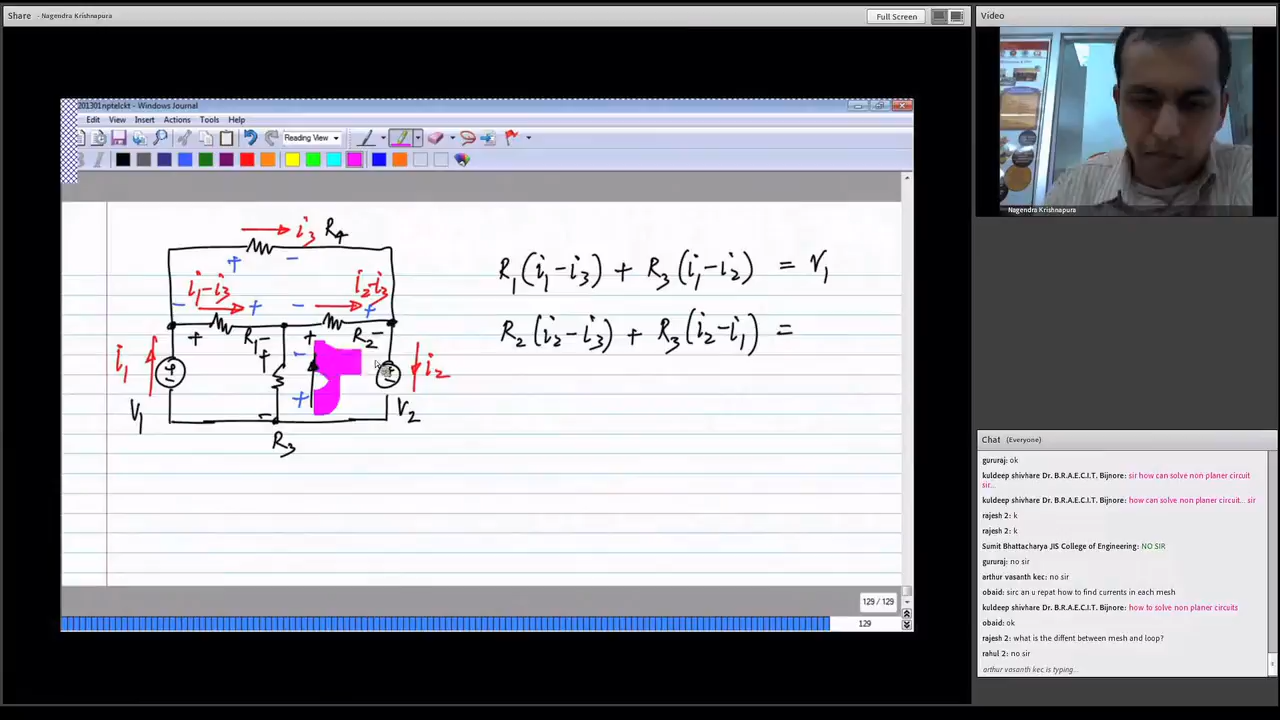 Share - Nagendra Krishnapura
Full Screen
Video
Nagendra Krishnapura
201301nptelckt - Windows Journal
Edit View Insert Actions Tools Help
Reading View
i3 R4
+ -
i1-i3 i2-i3
- + - +
+ R1 - + R2 -
+ -
i1 i2
V1 + - + - V2
- +
R3
R1(i1-i3) + R3(i1-i2) = V1
R2(i2-i3) + R3(i2-i1) =
129 / 129
129
Chat (Everyone)
gururaj: ok
kuldeep shivhare Dr. B.R.A.E.C.I.T. Bijnore: sir how can solve non planer circuit
sir...
kuldeep shivhare Dr. B.R.A.E.C.I.T. Bijnore: how can solve non planer circuit... sir
rajesh 2: k
rajesh 2: k
Sumit Bhattacharya JIS College of Engineering: NO SIR
gururaj: no sir
arthur vasanth kec: no sir
obaid: sirc an u repat how to find currents in each mesh
kuldeep shivhare Dr. B.R.A.E.C.I.T. Bijnore: how to solve non planer circuits
obaid: ok
rajesh 2: what is the diffent between mesh and loop?
rahul 2: no sir
arthur vasanth kec is typing...